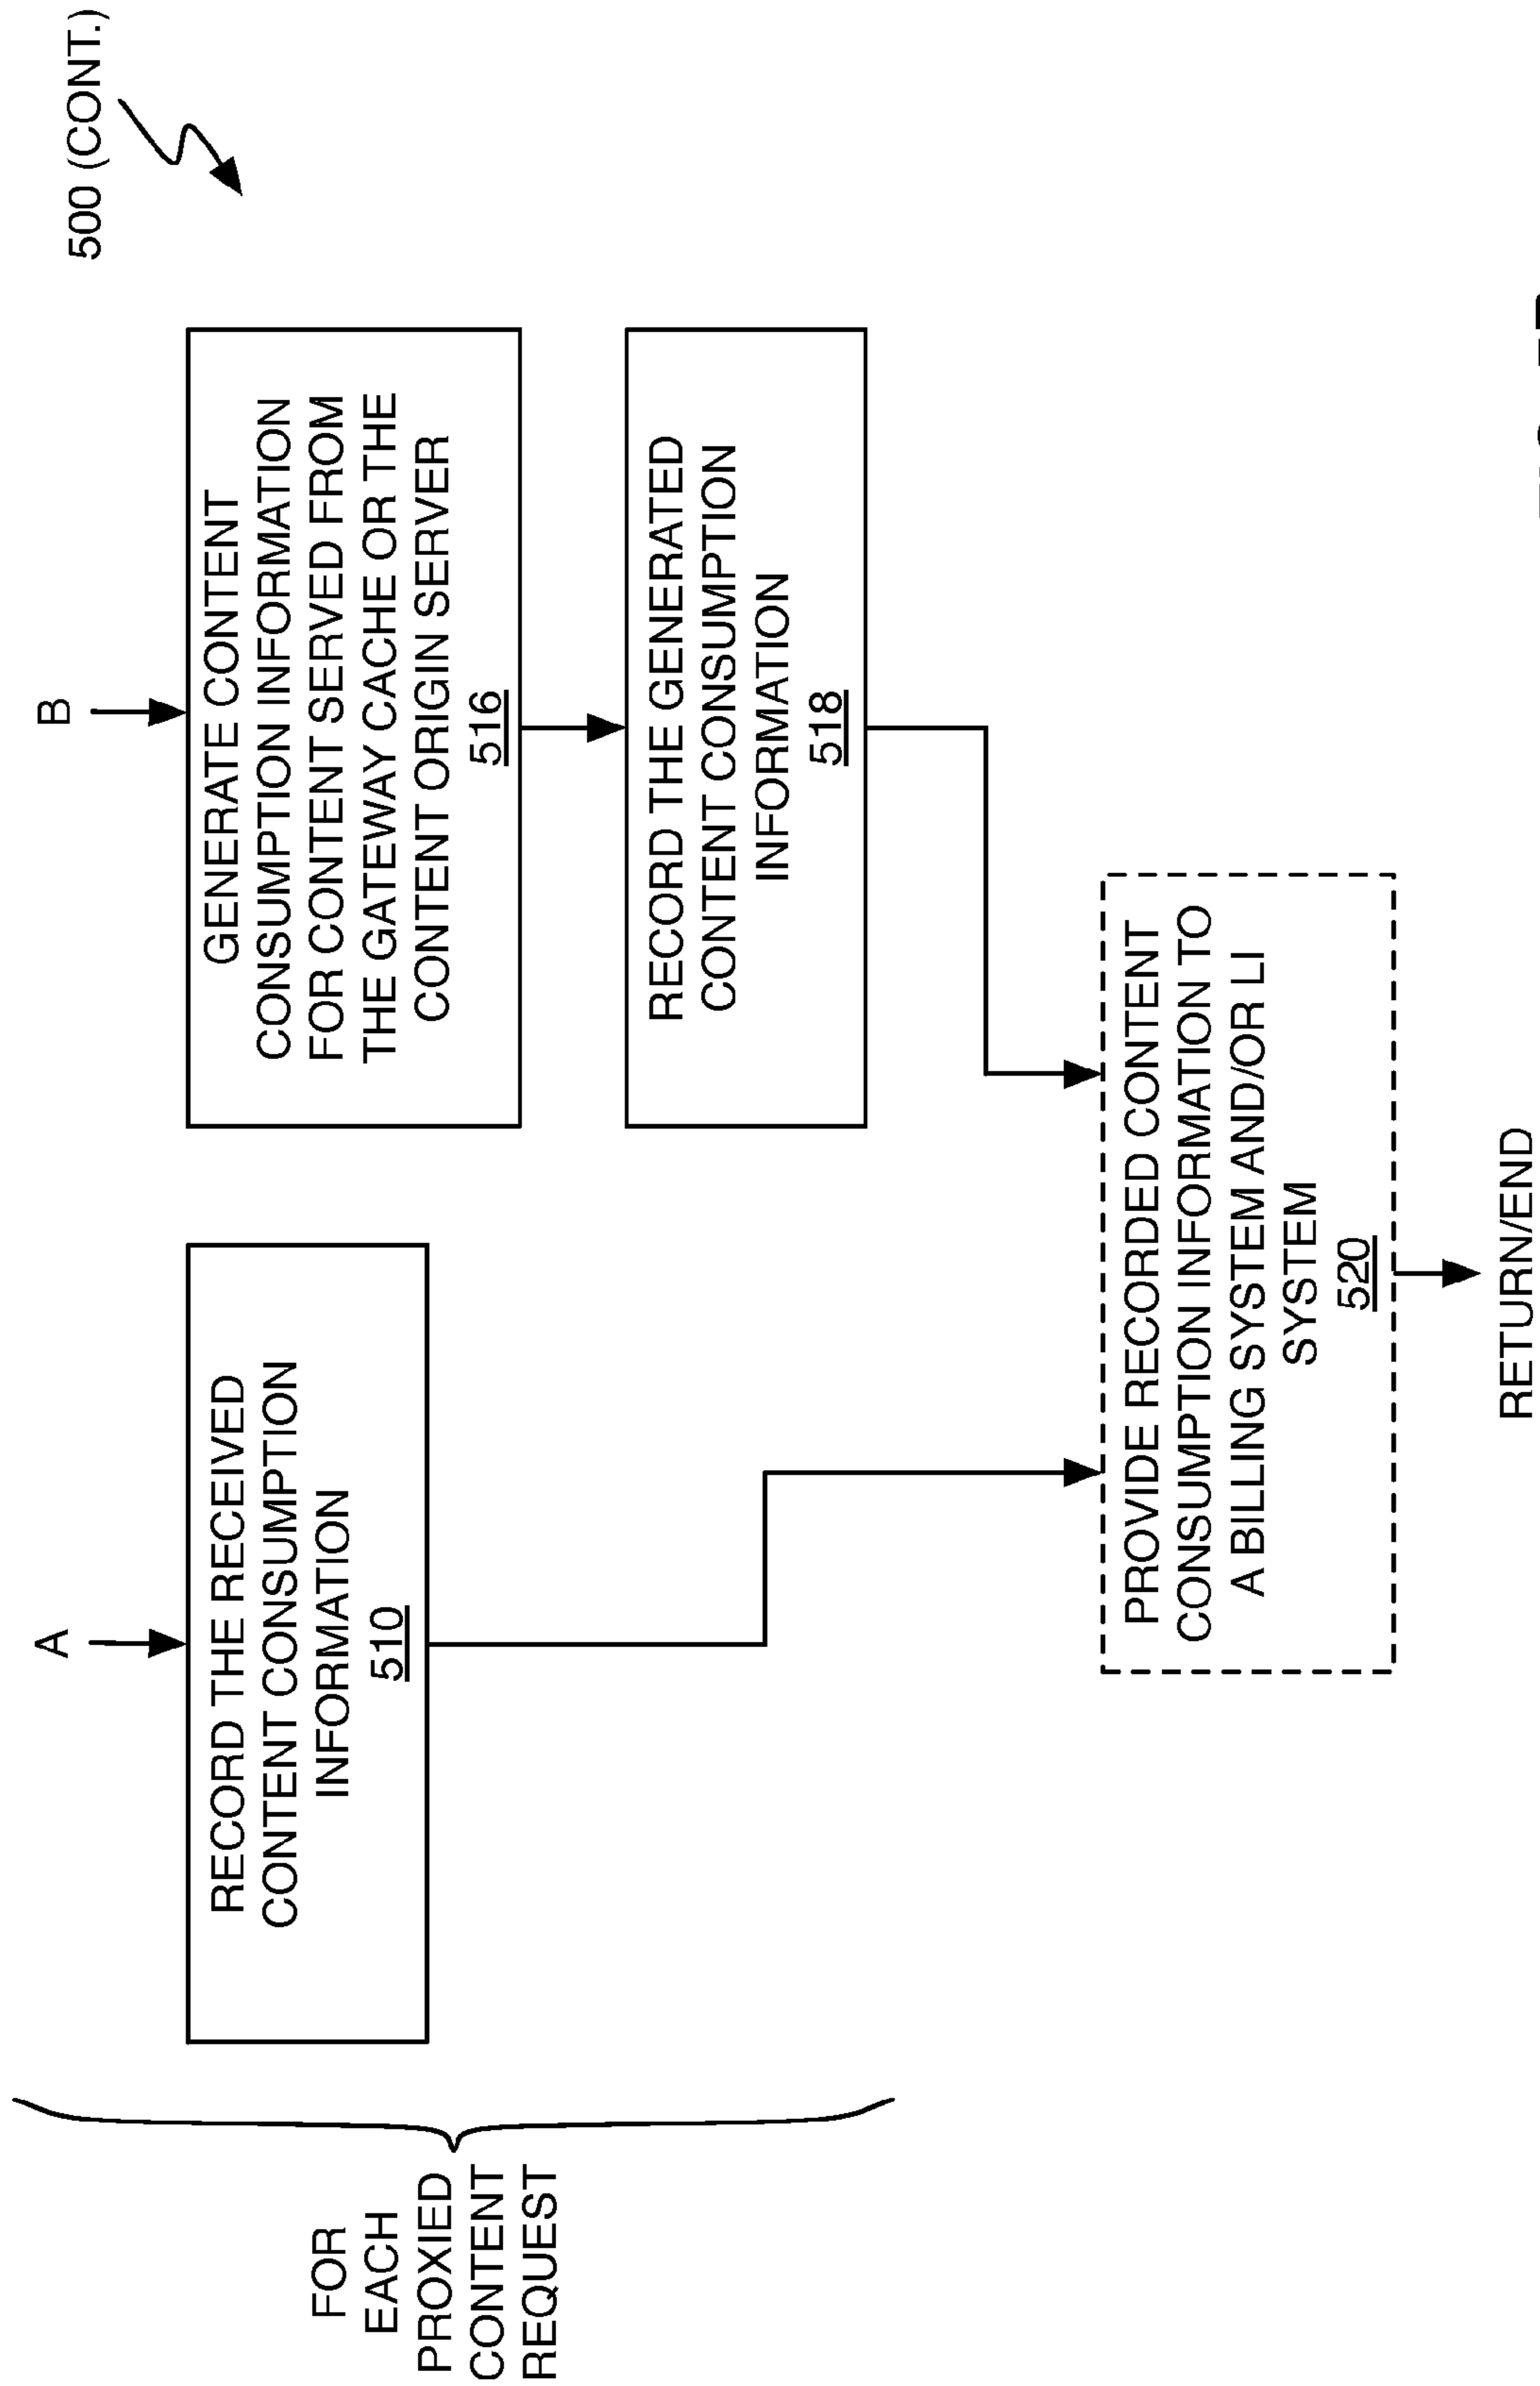 500 (CONT.)
A
B
FOR
EACH
PROXIED
CONTENT
REQUEST
RECORD THE RECEIVED
CONTENT CONSUMPTION
INFORMATION
510
GENERATE CONTENT
CONSUMPTION INFORMATION
FOR CONTENT SERVED FROM
THE GATEWAY CACHE OR THE
CONTENT ORIGIN SERVER
516
RECORD THE GENERATED
CONTENT CONSUMPTION
INFORMATION
518
PROVIDE RECORDED CONTENT
CONSUMPTION INFORMATION TO
A BILLING SYSTEM AND/OR LI
SYSTEM
520
RETURN/END